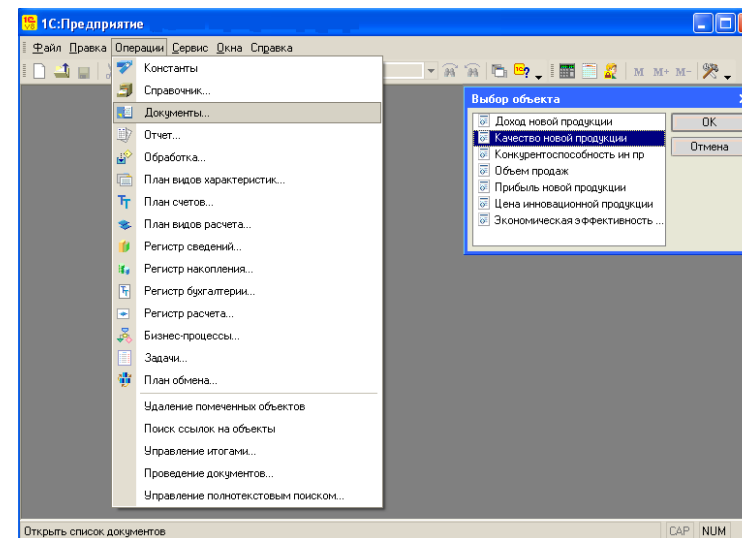 1С:Предприятие
Файл Правка Операции Сервис Окна Справка
M M+ M-
Константы
Справочник...
Документы...
Отчет...
Обработка...
План видов характеристик...
План счетов...
План видов расчета...
Регистр сведений...
Регистр накопления...
Регистр бухгалтерии...
Регистр расчета...
Бизнес-процессы...
Задачи...
План обмена...
Удаление помеченных объектов
Поиск ссылок на объекты
Управление итогами...
Проведение документов...
Управление полнотекстовым поиском...
Выбор объекта
Доход новой продукции
Качество новой продукции
Конкурентоспособность ин пр
Объем продаж
Прибыль новой продукции
Цена инновационной продукции
Экономическая эффективность ...
OK
Отмена
Открыть список документов
CAP NUM